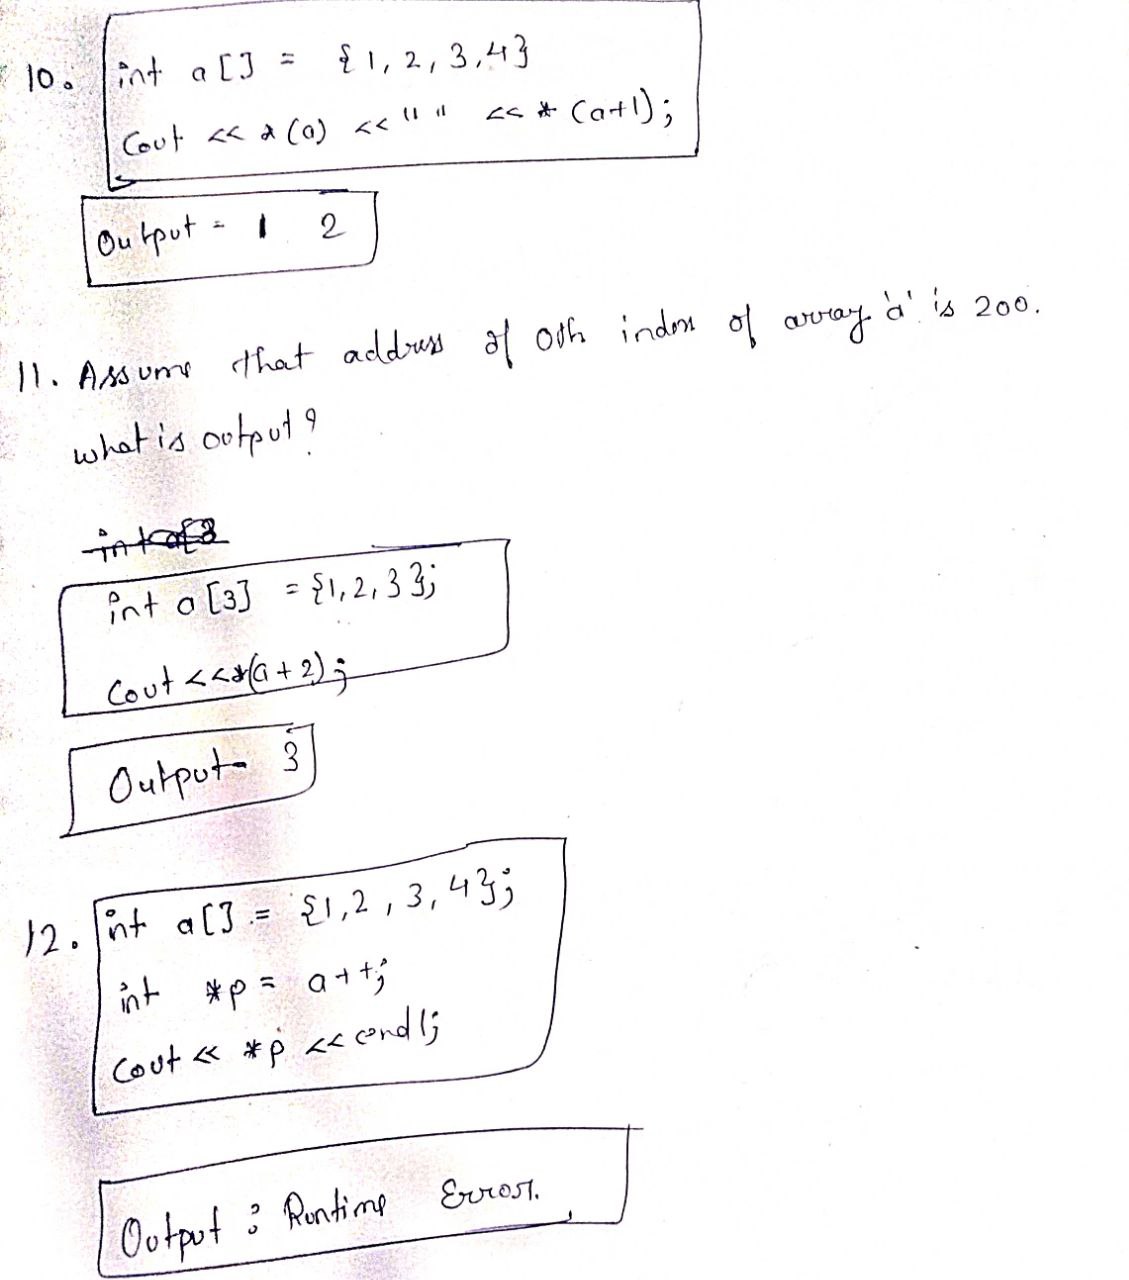 10. int a[] = {1, 2, 3, 4}
Cout << *(a) << " " << *(a+1);
Output = 1 2
11. Assume that address of 0th index of array 'a' is 200.
what is output?
int a[3
int a[3] = {1, 2, 3};
Cout <<*(a+2);
Output- 3
12. int a[] = {1, 2, 3, 4};
int *p = a++;
Cout << *p << endl;
Output : Runtime Error.